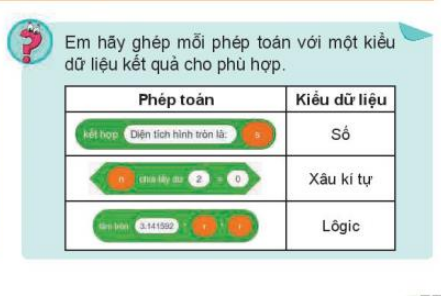 Em hãy ghép mỗi phép toán với một kiểu
dữ liệu kết quả cho phù hợp.
Phép toán Kiểu dữ liệu
kết hợp Diện tích hình tròn là: s Số
n chia lấy dư 2 = 0 Xâu kí tự
làm tròn 3.141592 * r * r Lôgic